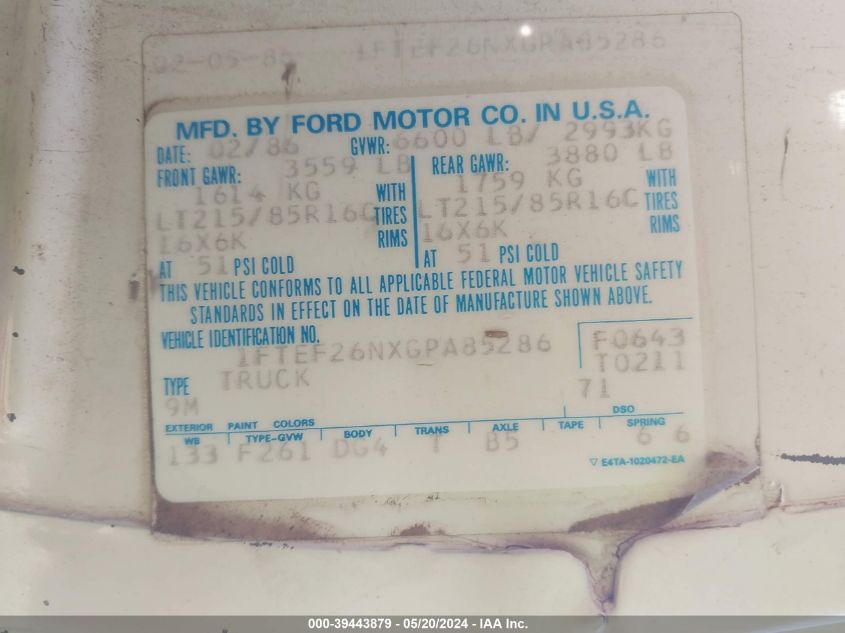 02-05-86 1FTEF26NXGPA85286
MFD. BY FORD MOTOR CO. IN U.S.A.
DATE: 02/86 GVWR: 6600 LB/ 2993KG
FRONT GAWR: 3559 LB REAR GAWR: 3880 LB
1614 KG WITH 1759 KG WITH
LT215/85R16C TIRES LT215/85R16C TIRES
16X6K RIMS 16X6K RIMS
AT 51 PSI COLD AT 51 PSI COLD
THIS VEHICLE CONFORMS TO ALL APPLICABLE FEDERAL MOTOR VEHICLE SAFETY
STANDARDS IN EFFECT ON THE DATE OF MANUFACTURE SHOWN ABOVE.
VEHICLE IDENTIFICATION NO.
1FTEF26NXGPA85286 F0643
TYPE TRUCK T0211
9M 71
EXTERIOR PAINT COLORS DSO
WB TYPE-GVW BODY TRANS AXLE TAPE SPRING
133 F261 DG4 T B5 6 6
▽ E4TA-1020472-EA
000-39443879 - 05/20/2024 - IAA Inc.